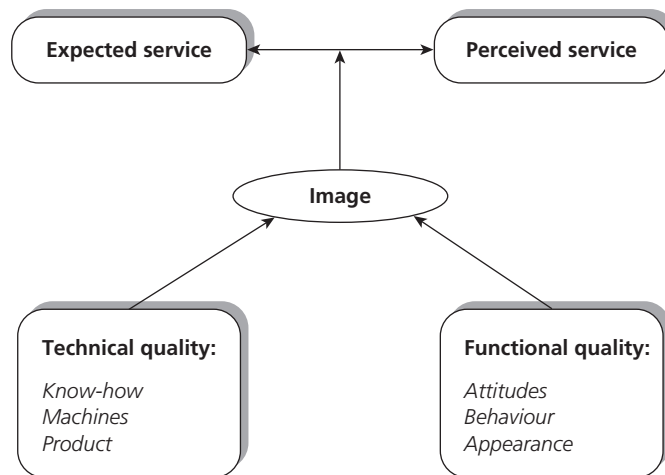 Expected service
Perceived service
Image
Technical quality:
Know-how
Machines
Product
Functional quality:
Attitudes
Behaviour
Appearance